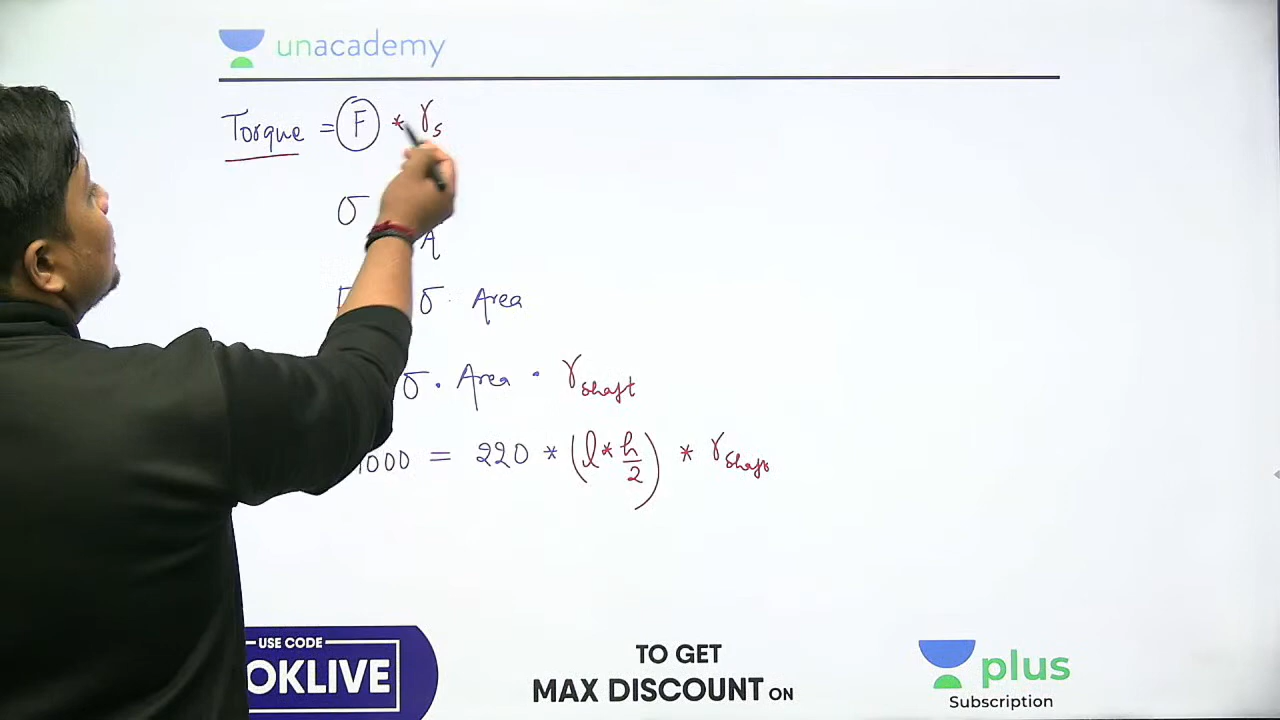 unacademy
Torque = F * r_s
σ
A
σ · Area
σ · Area · r_shaft
1000 = 220 * (l * h/2) * r_shaft
USE CODE
OKLIVE
TO GET
MAX DISCOUNT ON
plus
Subscription